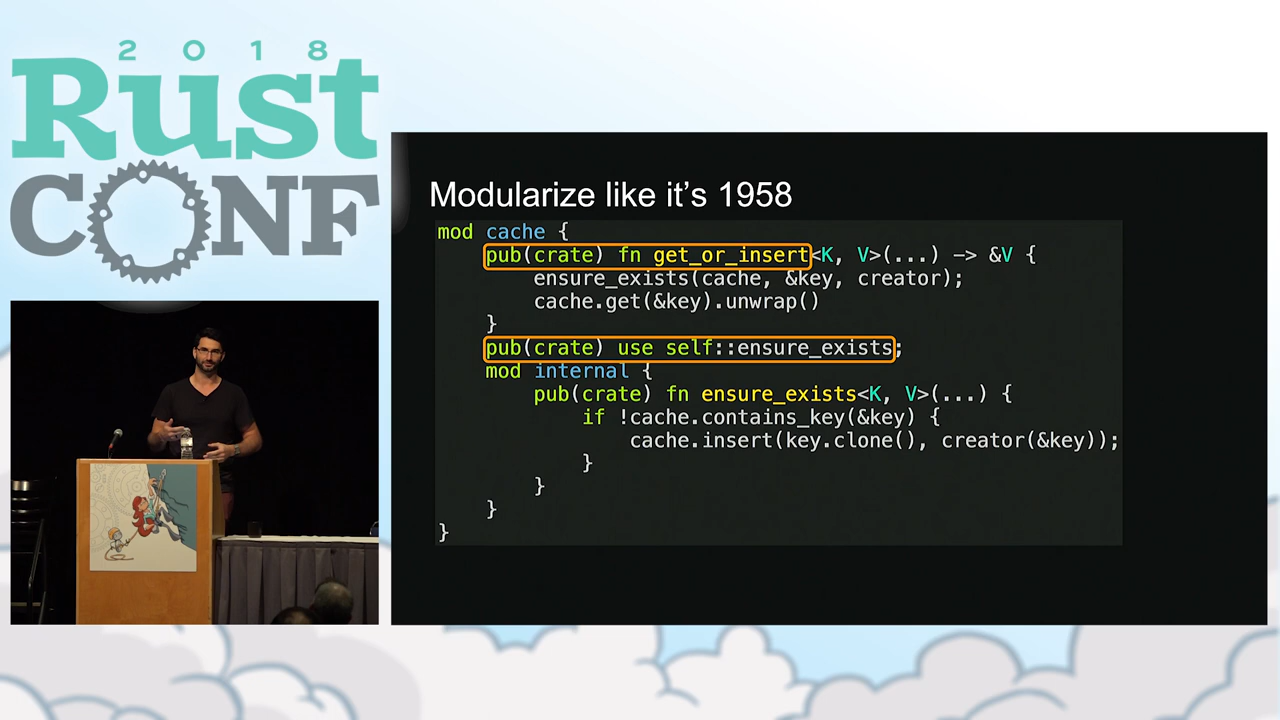 2018
Rust
CONF
Modularize like it’s 1958
mod cache {
    pub(crate) fn get_or_insert<K, V>(...) -> &V {
        ensure_exists(cache, &key, creator);
        cache.get(&key).unwrap()
    }
    pub(crate) use self::ensure_exists;
    mod internal {
        pub(crate) fn ensure_exists<K, V>(...) {
            if !cache.contains_key(&key) {
                cache.insert(key.clone(), creator(&key));
            }
        }
    }
}